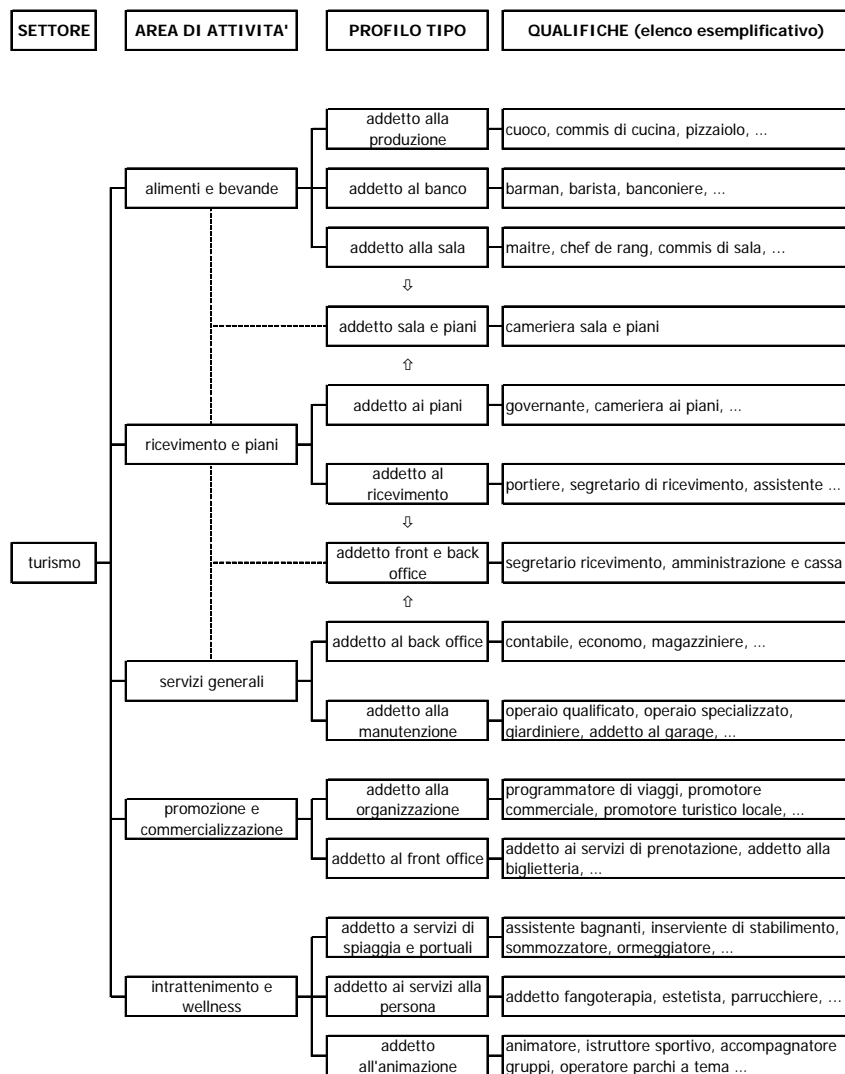 SETTORE
AREA DI ATTIVITA'
PROFILO TIPO
QUALIFICHE (elenco esemplificativo)
addetto alla
produzione
cuoco, commis di cucina, pizzaiolo, ...
alimenti e bevande
addetto al banco
barman, barista, banconiere, ...
addetto alla sala
maitre, chef de rang, commis di sala, ...
addetto sala e piani
cameriera sala e piani
addetto ai piani
governante, cameriera ai piani, ...
ricevimento e piani
addetto al
ricevimento
portiere, segretario di ricevimento, assistente ...
turismo
addetto front e back
office
segretario ricevimento, amministrazione e cassa
addetto al back office
contabile, economo, magazziniere, ...
servizi generali
addetto alla
manutenzione
operaio qualificato, operaio specializzato,
giardiniere, addetto al garage, ...
promozione e
commercializzazione
addetto alla
organizzazione
programmatore di viaggi, promotore
commerciale, promotore turistico locale, ...
addetto al front office
addetto ai servizi di prenotazione, addetto alla
biglietteria, ...
addetto a servizi di
spiaggia e portuali
assistente bagnanti, inserviente di stabilimento,
sommozzatore, ormeggiatore, ...
intrattenimento e
wellness
addetto ai servizi alla
persona
addetto fangoterapia, estetista, parrucchiere, ...
addetto
all'animazione
animatore, istruttore sportivo, accompagnatore
gruppi, operatore parchi a tema ...